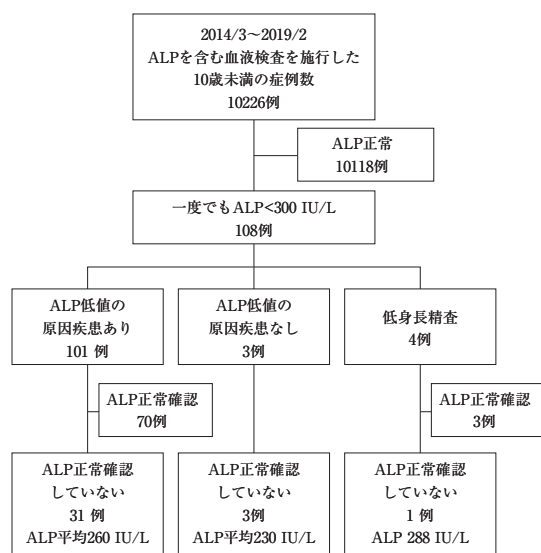 2014/3～2019/2
ALPを含む血液検査を施行した
10歳未満の症例数
10226例
ALP正常
10118例
一度でもALP<300 IU/L
108例
ALP低値の
原因疾患あり
101 例
ALP低値の
原因疾患なし
3例
低身長精査
4例
ALP正常確認
70例
ALP正常確認
3例
ALP正常確認
していない
31 例
ALP平均260 IU/L
ALP正常確認
していない
3例
ALP平均230 IU/L
ALP正常確認
していない
1 例
ALP 288 IU/L